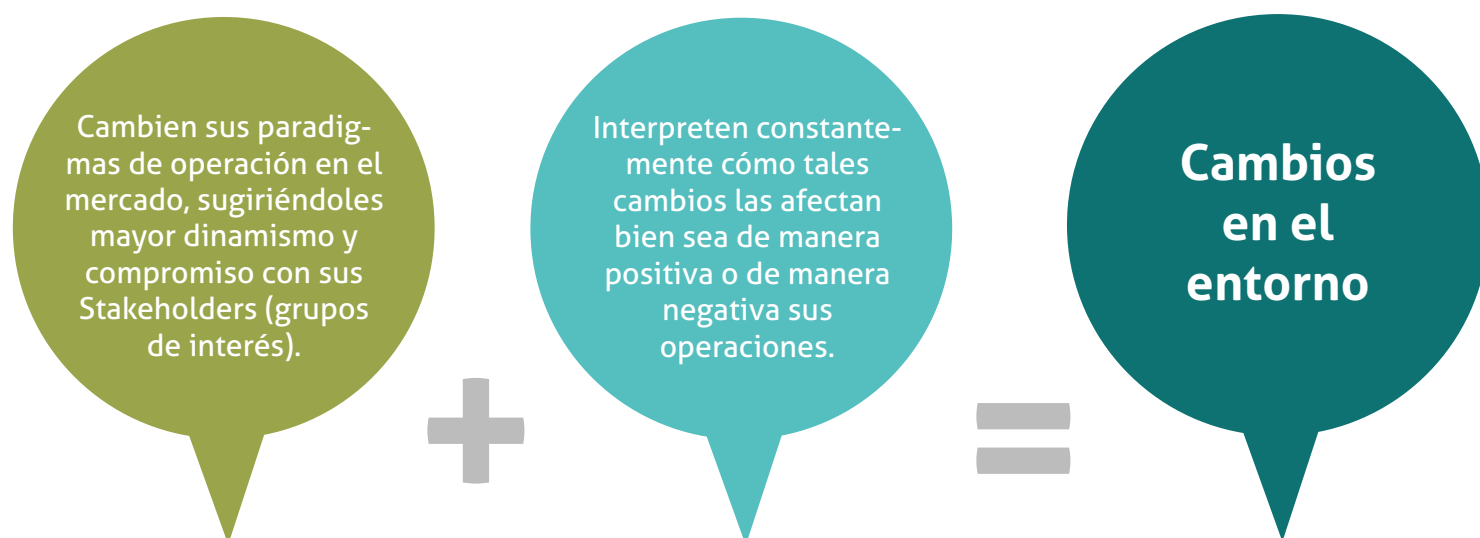 Cambien sus paradig-
mas de operación en el
mercado, sugiriéndoles
mayor dinamismo y
compromiso con sus
Stakeholders (grupos
de interés).
+
Interpreten constante-
mente cómo tales
cambios las afectan
bien sea de manera
positiva o de manera
negativa sus
operaciones.
=
Cambios
en el
entorno